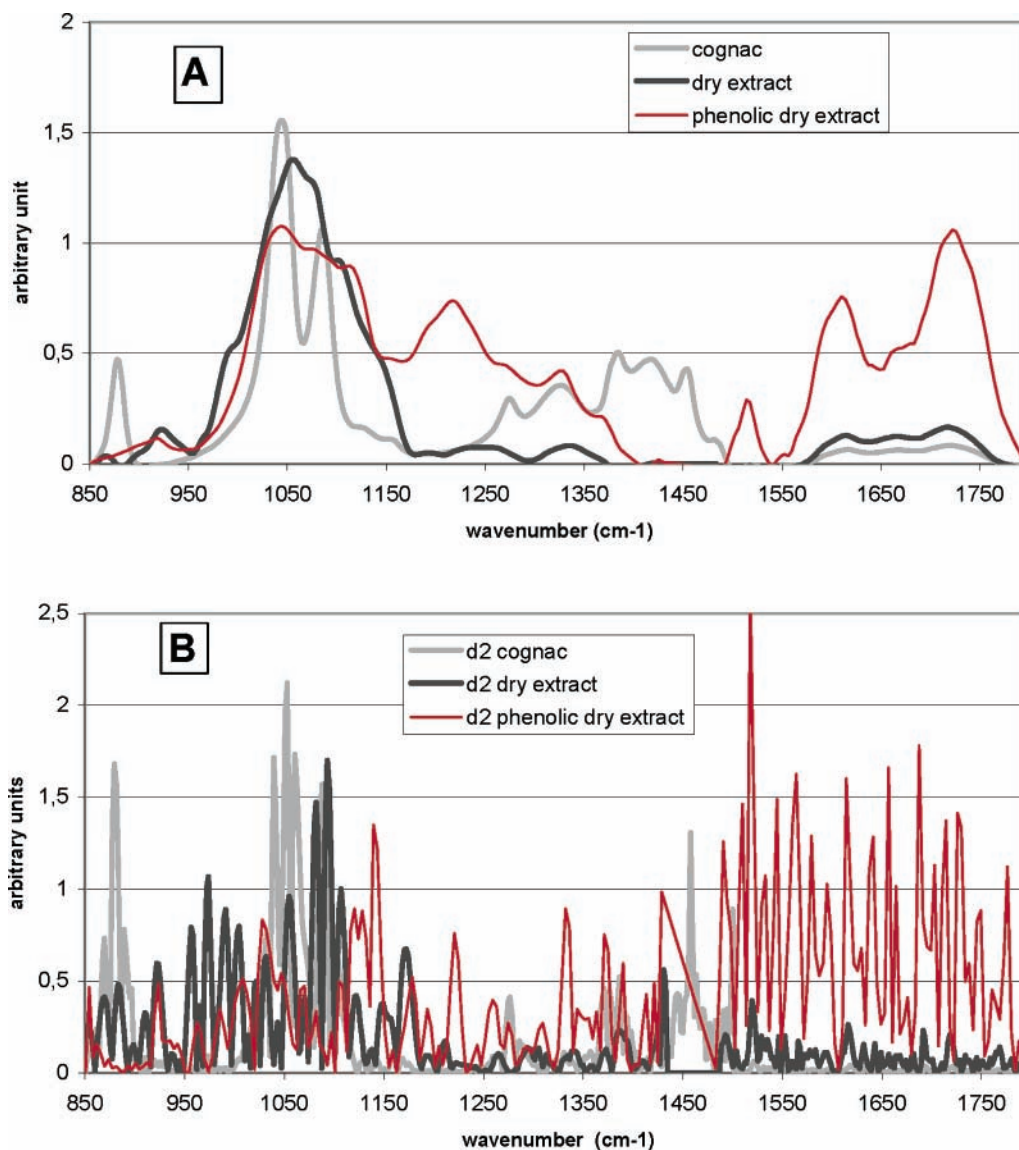 2
A
cognac
dry extract
phenolic dry extract
1,5
arbitrary unit
1
0,5
0
850 950 1050 1150 1250 1350 1450 1550 1650 1750
wavenumber (cm-1)
2,5
B
d2 cognac
d2 dry extract
d2 phenolic dry extract
2
arbitrary units
1,5
1
0,5
0
850 950 1050 1150 1250 1350 1450 1550 1650 1750
wavenumber (cm-1)